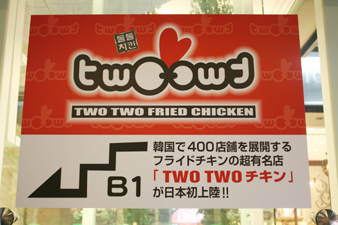 둘둘
치킨
twoowd
TWO TWO FRIED CHICKEN
韓国で400店舗を展開する
フライドチキンの超有名店
「TWO TWOチキン」
が日本初上陸!!
B1